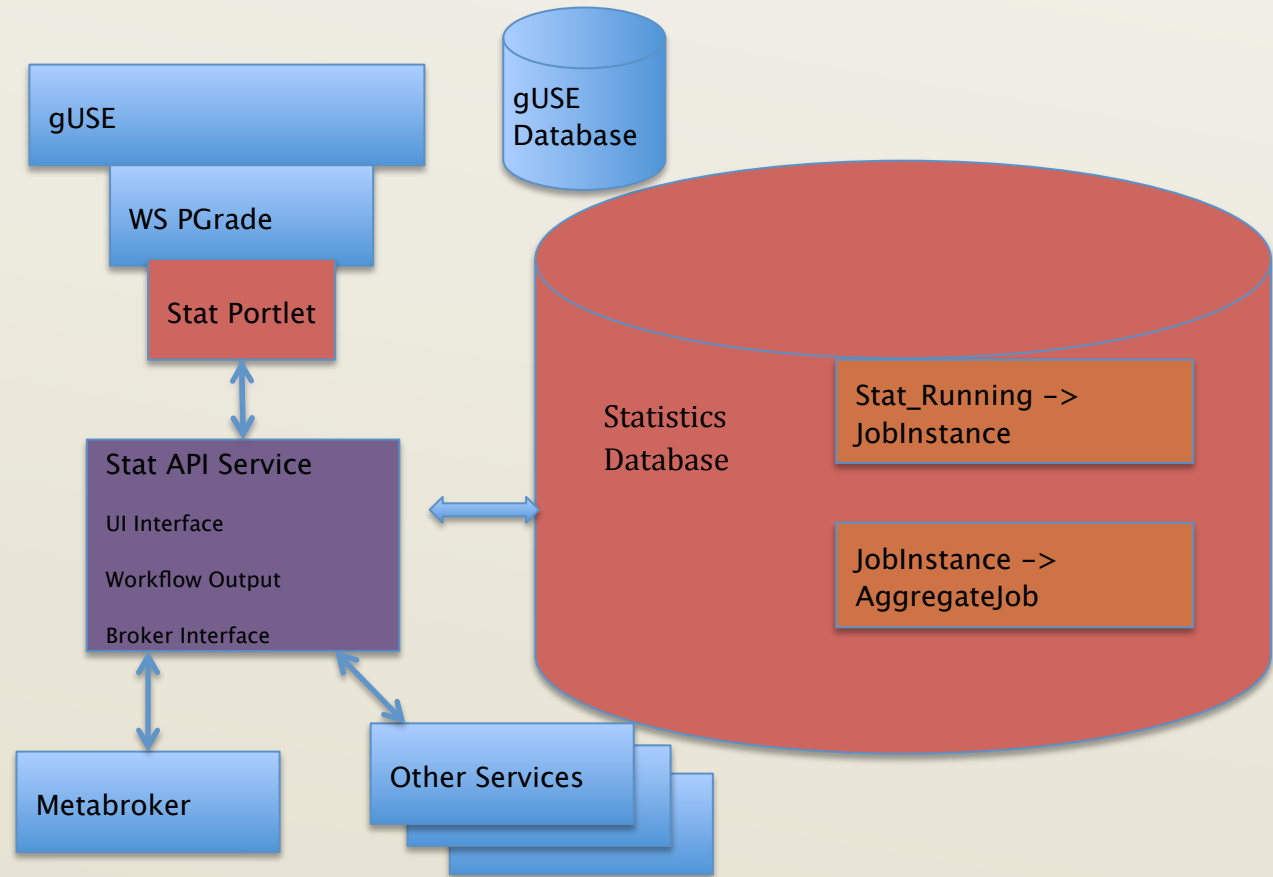 gUSE
gUSE
Database
WS PGrade
Stat Portlet
Stat_Running ->
JobInstance
Statistics
Database
Stat API Service
UI Interface
Workflow Output
Broker Interface
JobInstance ->
AggregateJob
Other Services
Metabroker